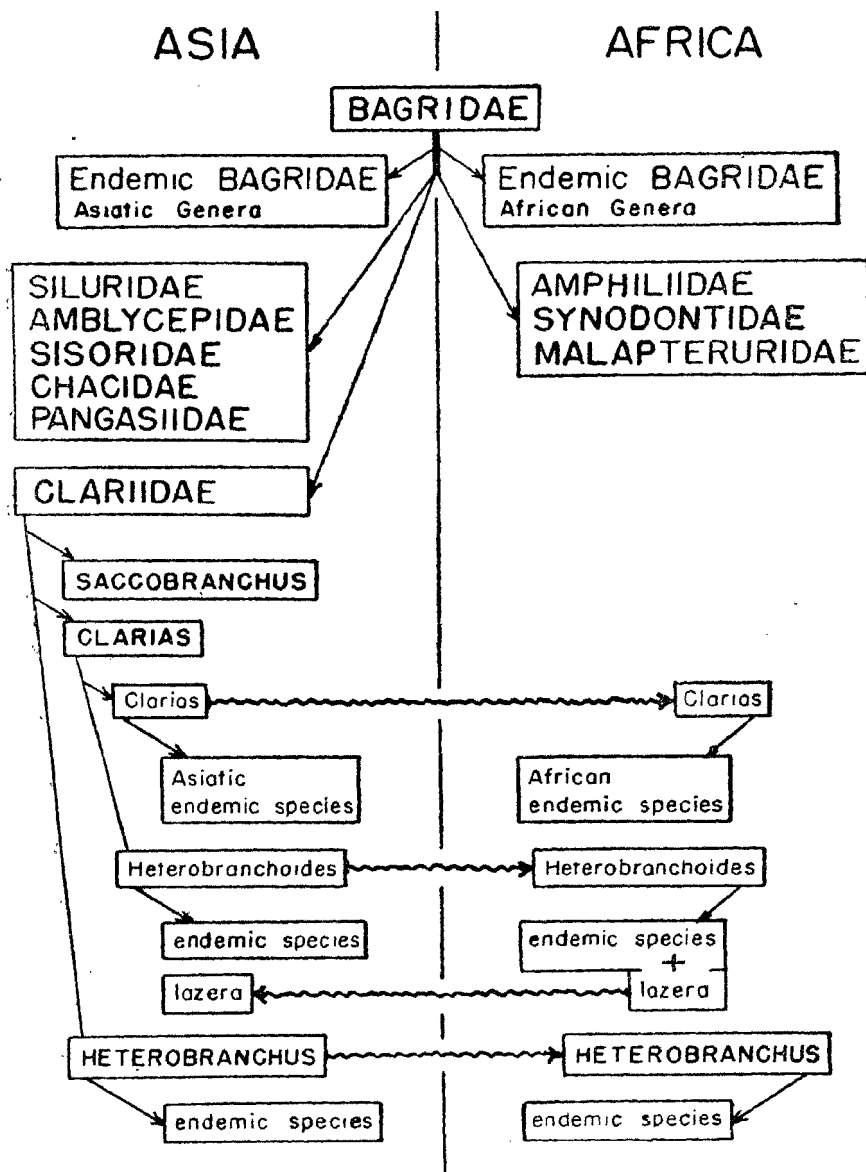 ASIA
AFRICA
BAGRIDAE
Endemic BAGRIDAE
Asiatic Genera
Endemic BAGRIDAE
African Genera
SILURIDAE
AMBLYCEPIDAE
SISORIDAE
CHACIDAE
PANGASIIDAE
AMPHILIIDAE
SYNODONTIDAE
MALAPTERURIDAE
CLARIIDAE
SACCOBRANCHUS
CLARIAS
Clarias
Clarias
Asiatic
endemic species
African
endemic species
Heterobranchoides
Heterobranchoides
endemic species
endemic species
+
lazera
lazera
HETEROBRANCHUS
HETEROBRANCHUS
endemic species
endemic species